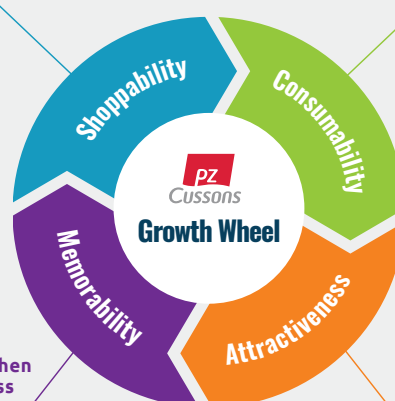 Shoppability
Consumability
PZ
Cussons
Growth Wheel
Memorability
Attractiveness